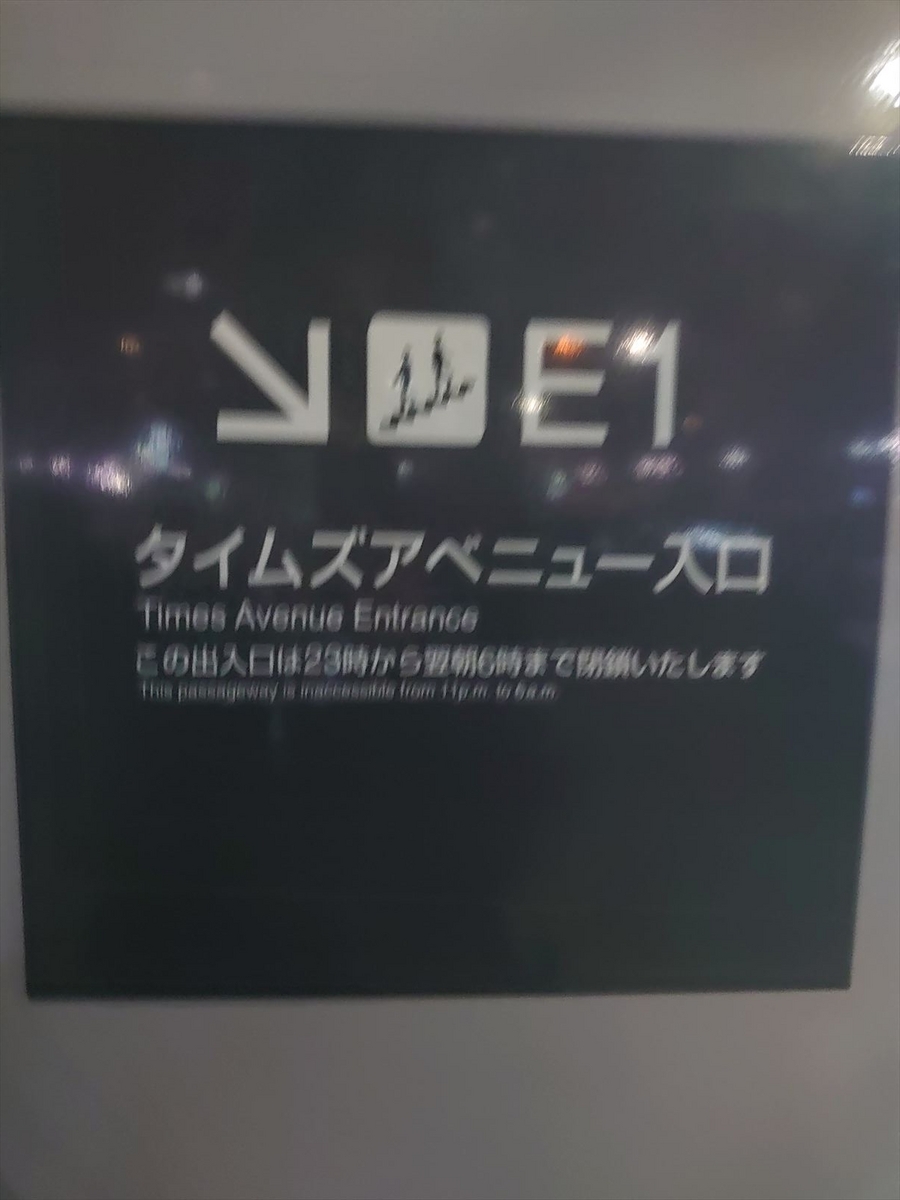 E1
タイムズアベニュー入口
Times Avenue Entrance
この出入口は23時から翌朝6時まで閉鎖いたします
This passageway is inaccessible from 11p.m. to 6a.m.